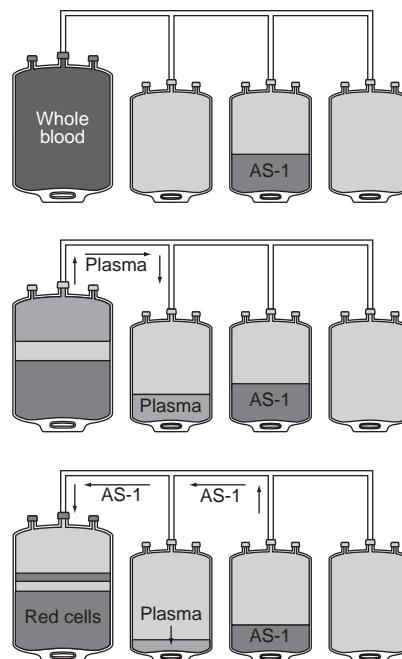 Whole
blood
AS-1
Plasma
Plasma
AS-1
AS-1
AS-1
Plasma
Red cells
AS-1